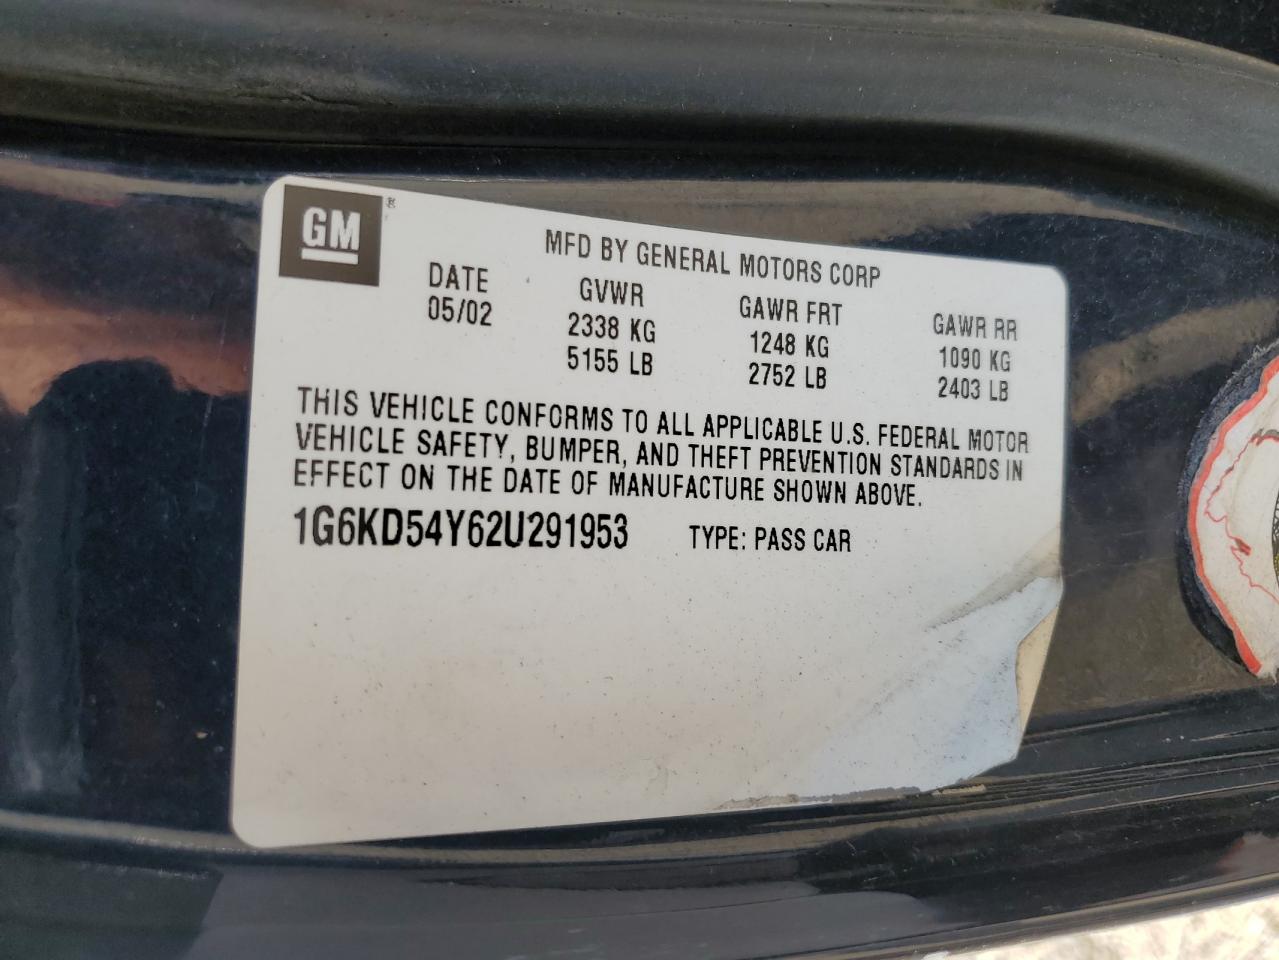 GM®
MFD BY GENERAL MOTORS CORP
DATE GVWR GAWR FRT GAWR RR
05/02 2338 KG 1248 KG 1090 KG
5155 LB 2752 LB 2403 LB
THIS VEHICLE CONFORMS TO ALL APPLICABLE U.S. FEDERAL MOTOR
VEHICLE SAFETY, BUMPER, AND THEFT PREVENTION STANDARDS IN
EFFECT ON THE DATE OF MANUFACTURE SHOWN ABOVE.
1G6KD54Y62U291953 TYPE: PASS CAR